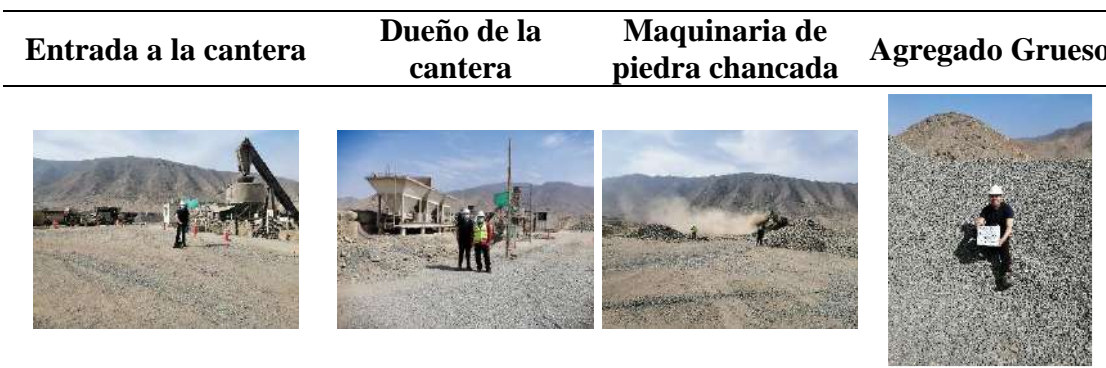 Entrada a la cantera
Dueño de la
cantera
Maquinaria de
piedra chancada
Agregado Grueso